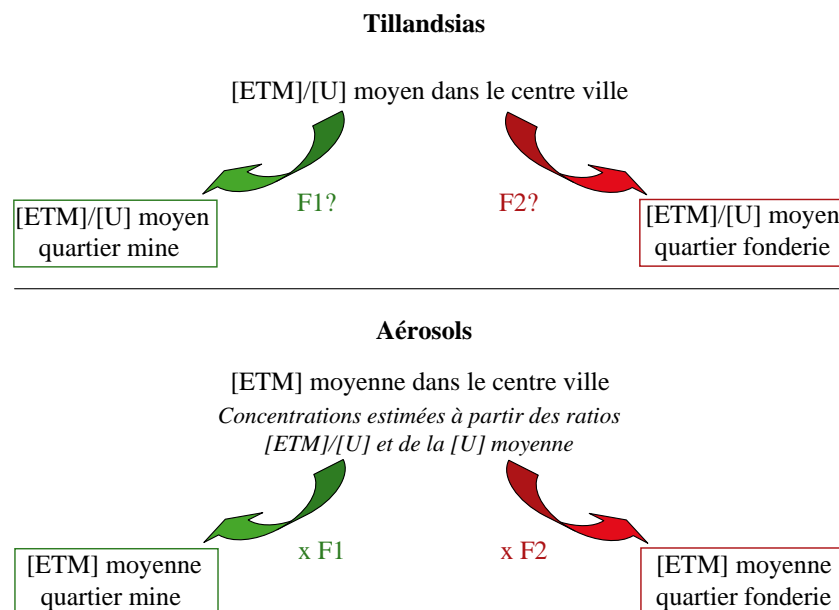 Tillandsias
[ETM]/[U] moyen dans le centre ville
F1?
F2?
[ETM]/[U] moyen
quartier mine
[ETM]/[U] moyen
quartier fonderie
Aérosols
[ETM] moyenne dans le centre ville
Concentrations estimées à partir des ratios
[ETM]/[U] et de la [U] moyenne
x F1
x F2
[ETM] moyenne
quartier mine
[ETM] moyenne
quartier fonderie